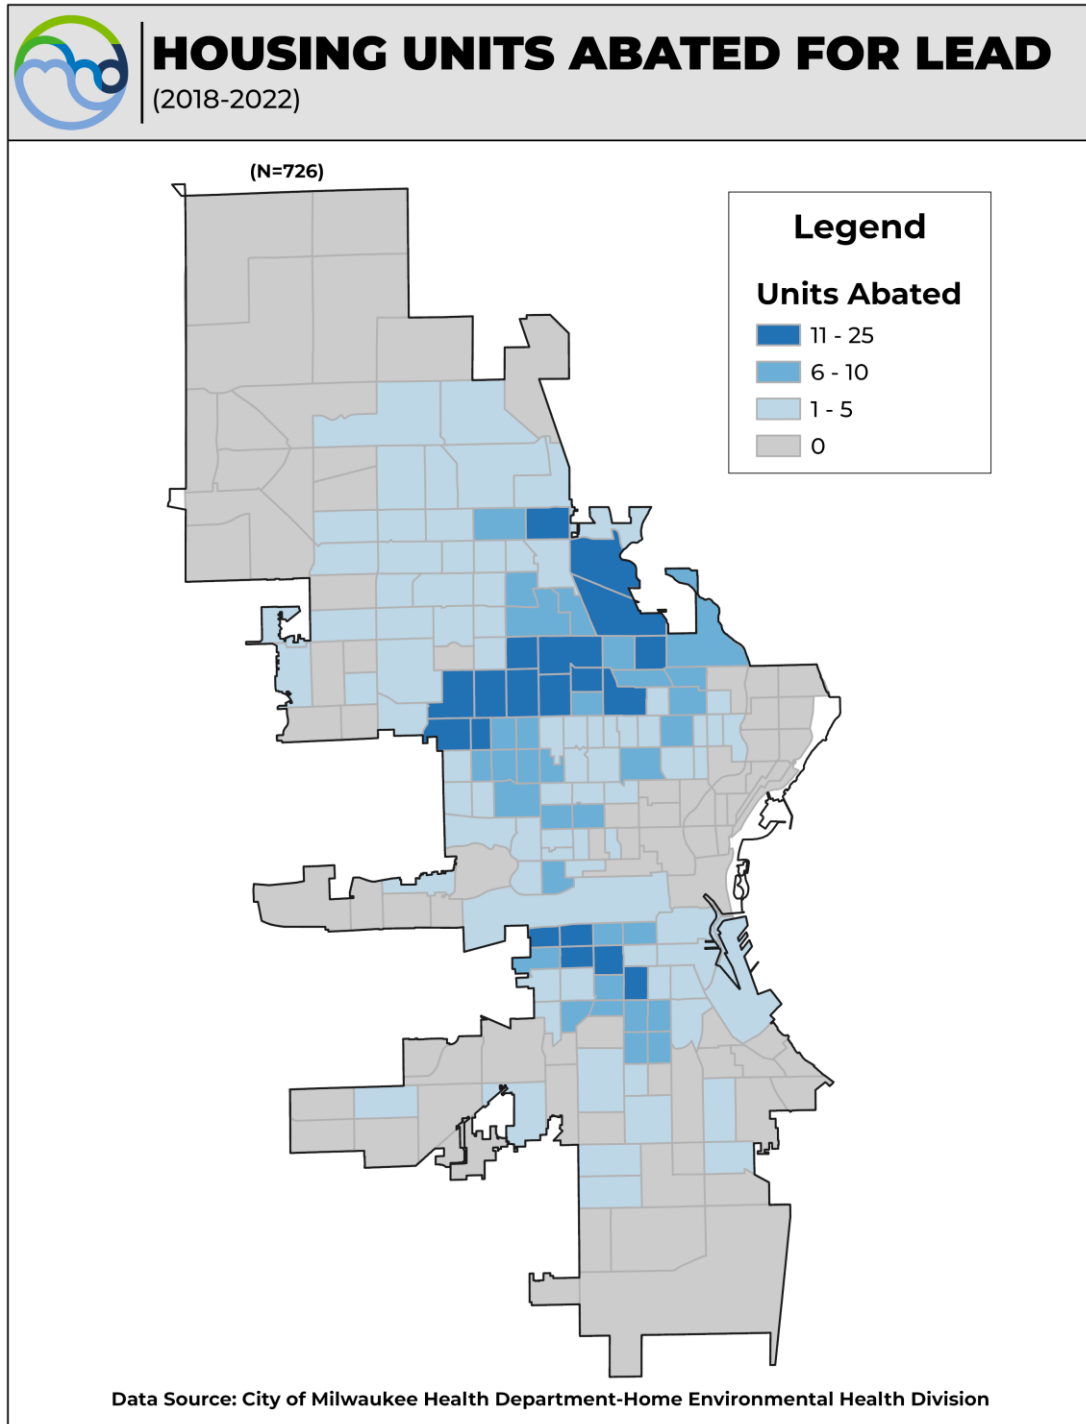 mhd
HOUSING UNITS ABATED FOR LEAD
(2018-2022)
(N=726)
Legend
Units Abated
11 - 25
6 - 10
1 - 5
0
Data Source: City of Milwaukee Health Department-Home Environmental Health Division